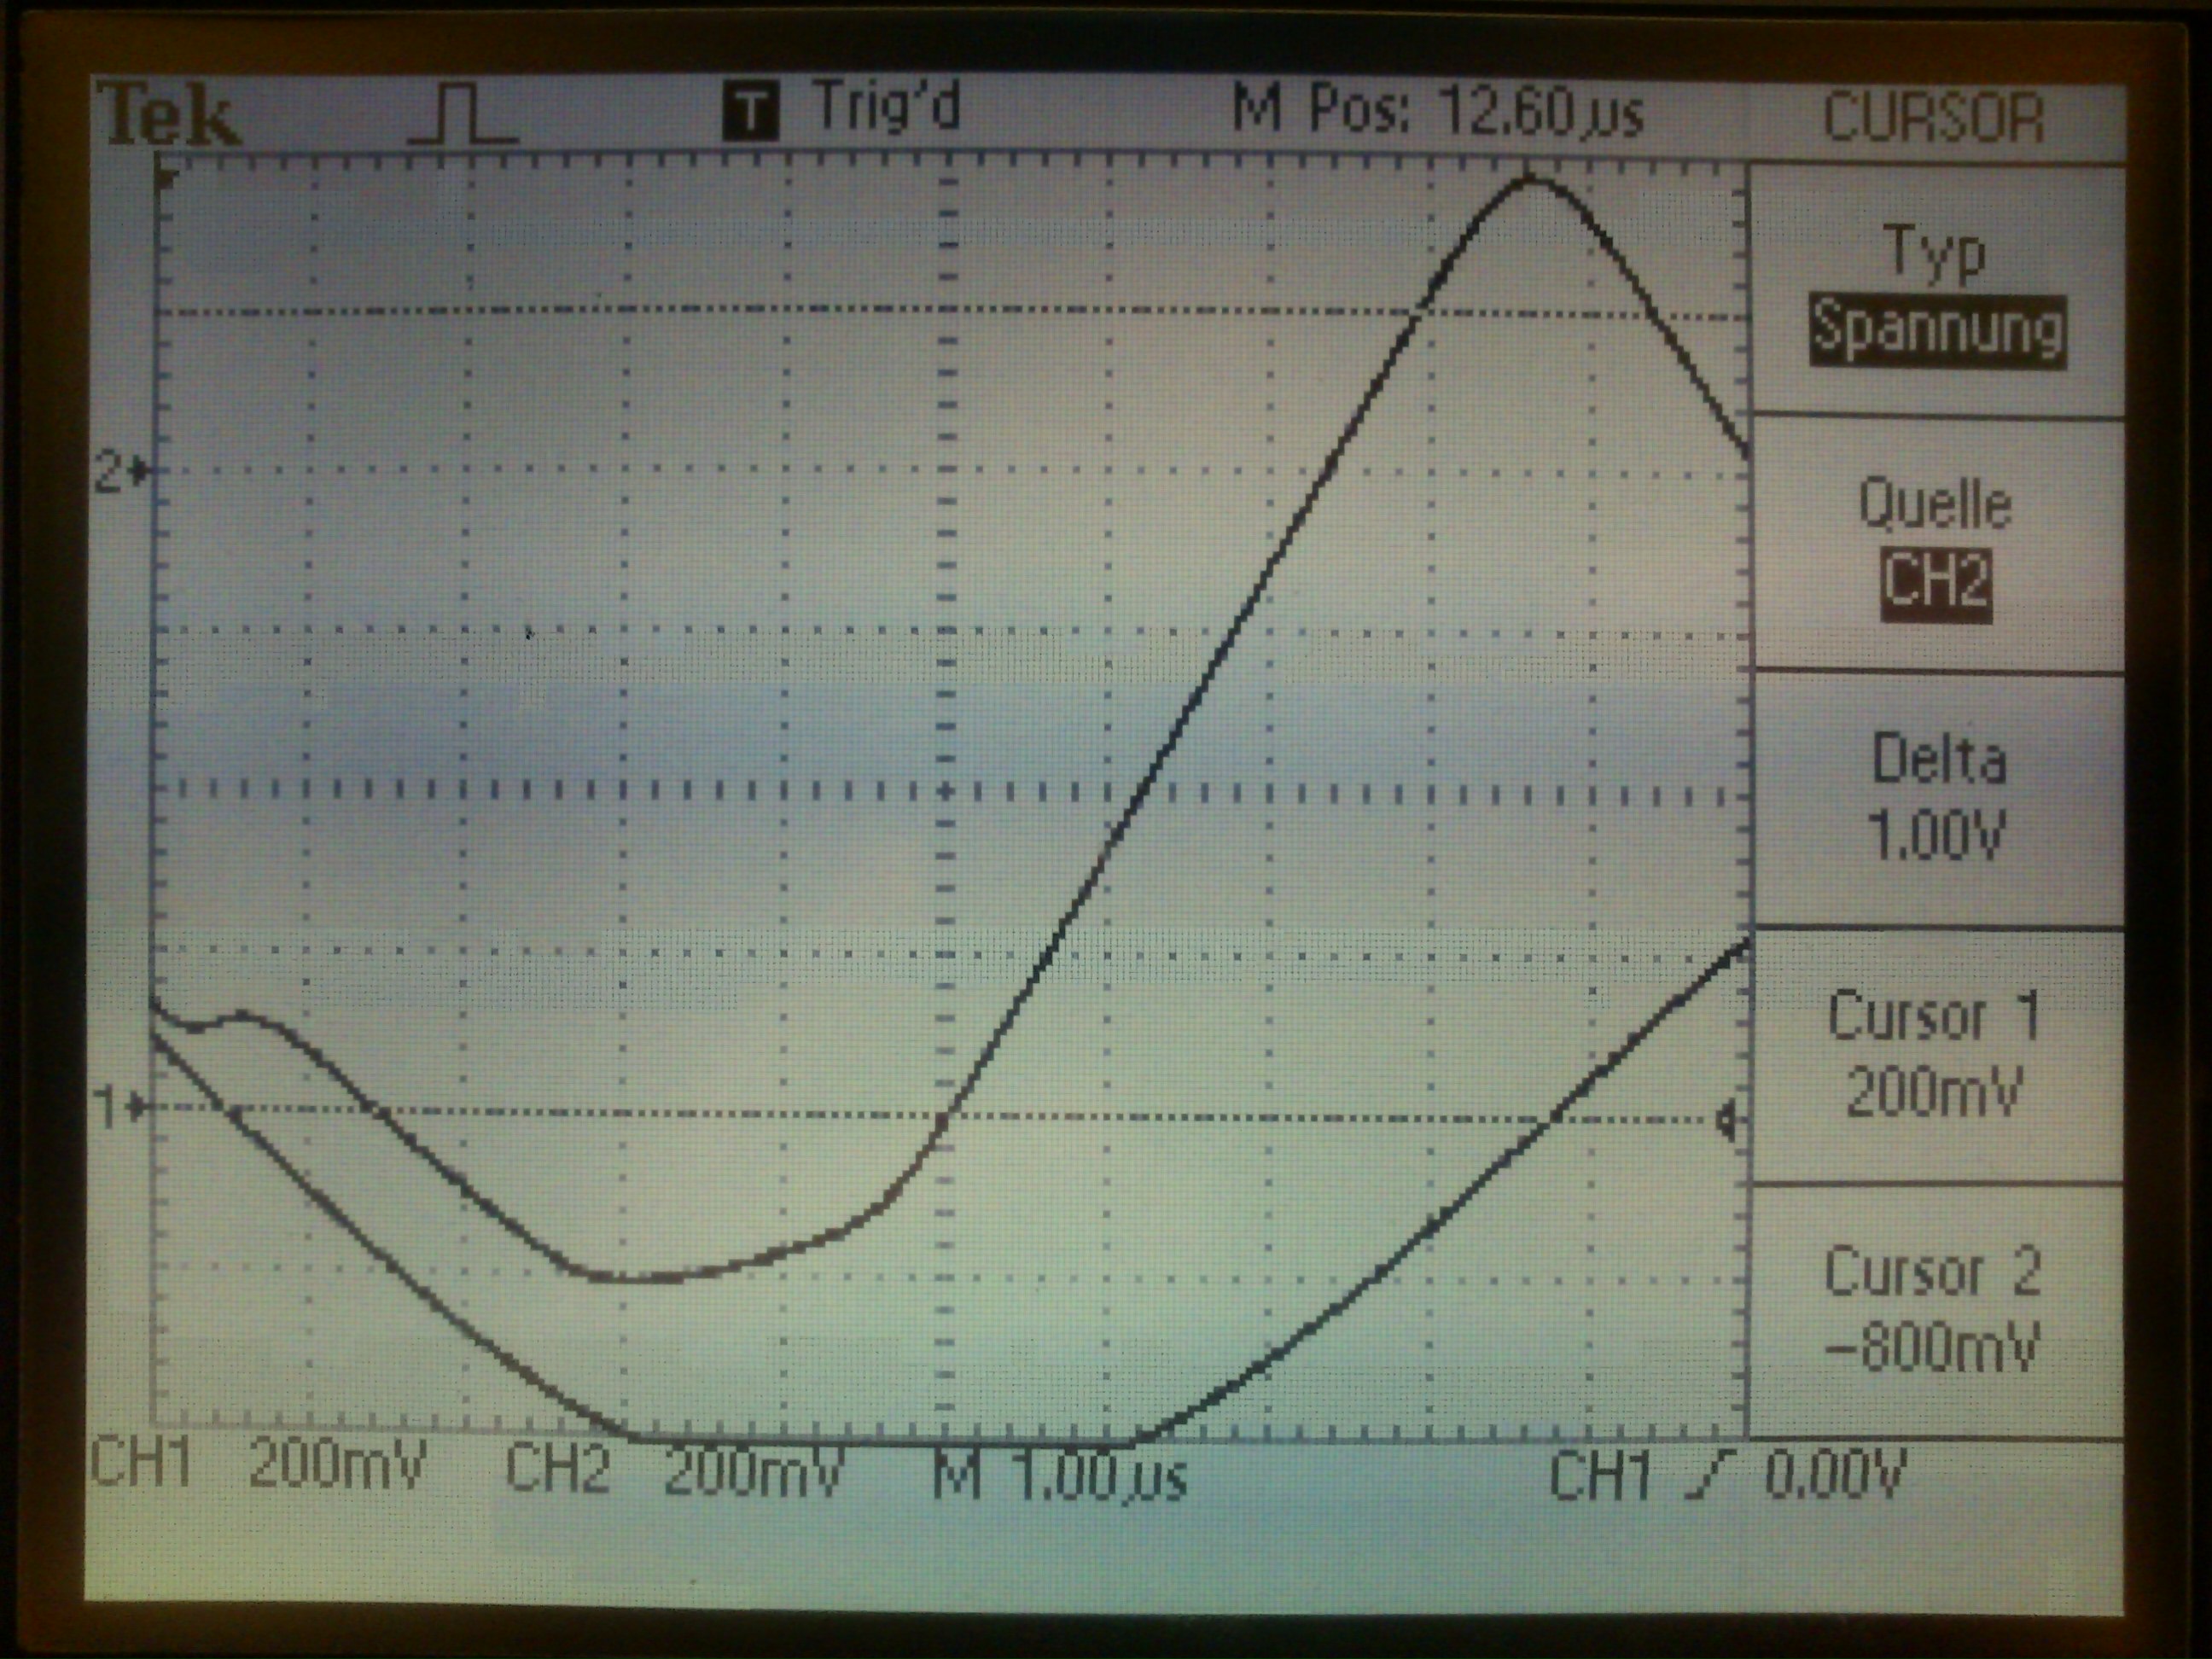 Tek T Trig'd M Pos: 12.60µs CURSOR
Typ
Spannung
2
Quelle
CH2
Delta
1.00V
Cursor 1
200mV
1
Cursor 2
-800mV
CH1 200mV CH2 200mV M 1.00µs CH1 0.00V